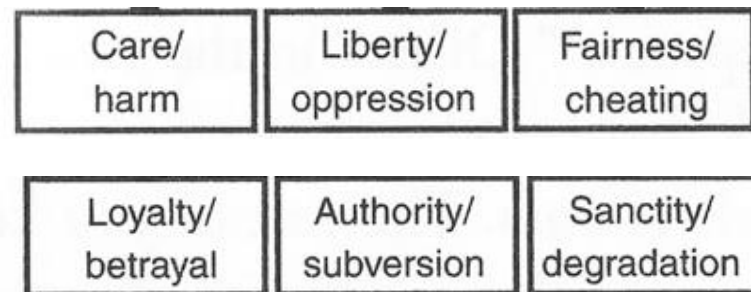 Care/ Liberty/ Fairness/
harm oppression cheating
Loyalty/ Authority/ Sanctity/
betrayal subversion degradation